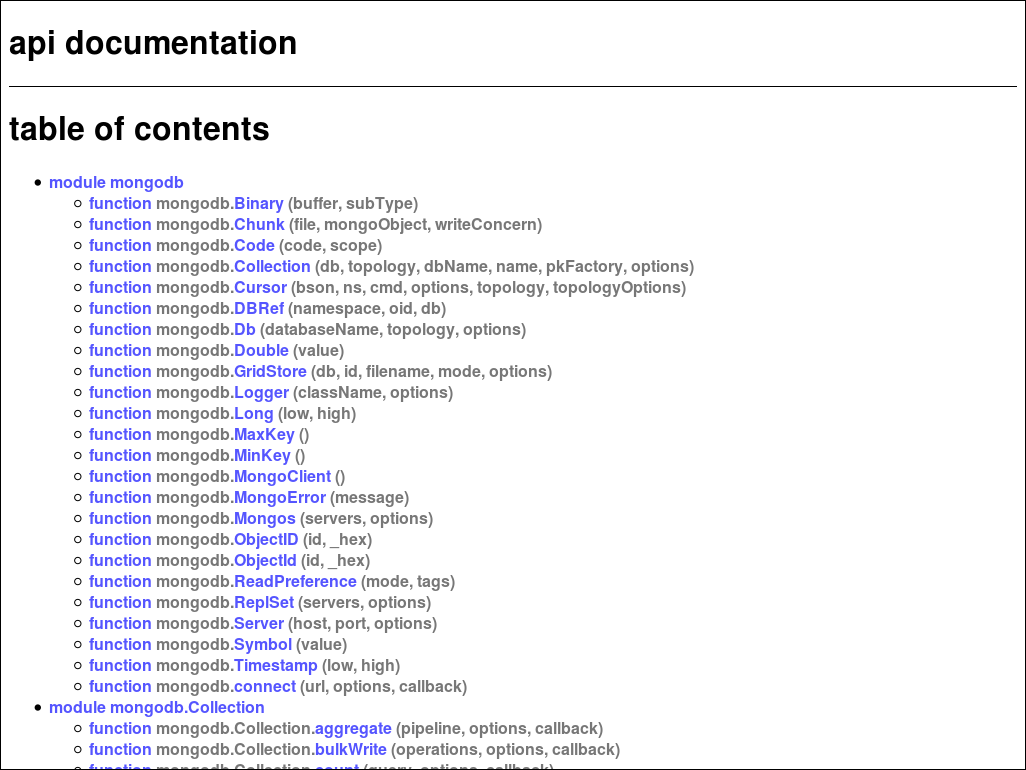 api documentation
table of contents
module mongodb
function mongodb.Binary (buffer, subType)
function mongodb.Chunk (file, mongoObject, writeConcern)
function mongodb.Code (code, scope)
function mongodb.Collection (db, topology, dbName, name, pkFactory, options)
function mongodb.Cursor (bson, ns, cmd, options, topology, topologyOptions)
function mongodb.DBRef (namespace, oid, db)
function mongodb.Db (databaseName, topology, options)
function mongodb.Double (value)
function mongodb.GridStore (db, id, filename, mode, options)
function mongodb.Logger (className, options)
function mongodb.Long (low, high)
function mongodb.MaxKey ()
function mongodb.MinKey ()
function mongodb.MongoClient ()
function mongodb.MongoError (message)
function mongodb.Mongos (servers, options)
function mongodb.ObjectID (id, _hex)
function mongodb.ObjectId (id, _hex)
function mongodb.ReadPreference (mode, tags)
function mongodb.ReplSet (servers, options)
function mongodb.Server (host, port, options)
function mongodb.Symbol (value)
function mongodb.Timestamp (low, high)
function mongodb.connect (url, options, callback)
module mongodb.Collection
function mongodb.Collection.aggregate (pipeline, options, callback)
function mongodb.Collection.bulkWrite (operations, options, callback)
function mongodb.Collection.count (query, options, callback)